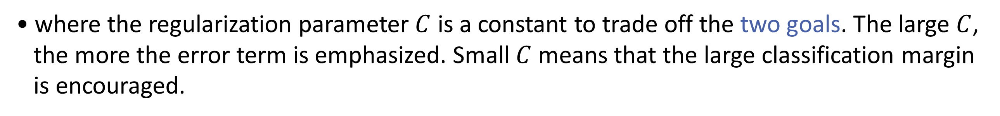 • where the regularization parameter C is a constant to trade off the two goals. The large C,
the more the error term is emphasized. Small C means that the large classification margin
is encouraged.